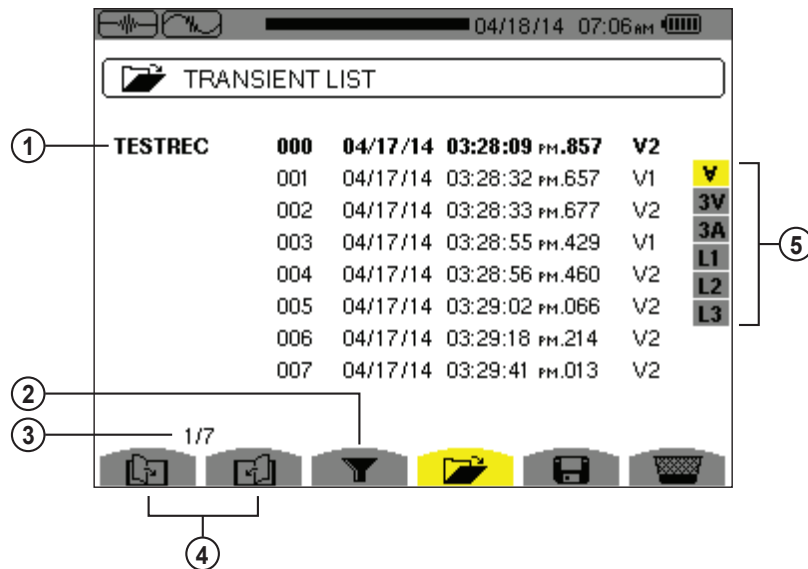 04/18/14 07:06 AM
TRANSIENT LIST
1 TESTREC 000 04/17/14 03:28:09 PM.857 V2
001 04/17/14 03:28:32 PM.657 V1
002 04/17/14 03:28:33 PM.677 V2
003 04/17/14 03:28:55 PM.429 V1
004 04/17/14 03:28:56 PM.460 V2
005 04/17/14 03:29:02 PM.066 V2
006 04/17/14 03:29:18 PM.214 V2
007 04/17/14 03:29:41 PM.013 V2
∀
3V
3A
L1
L2
L3
5
2
3 1/7
4